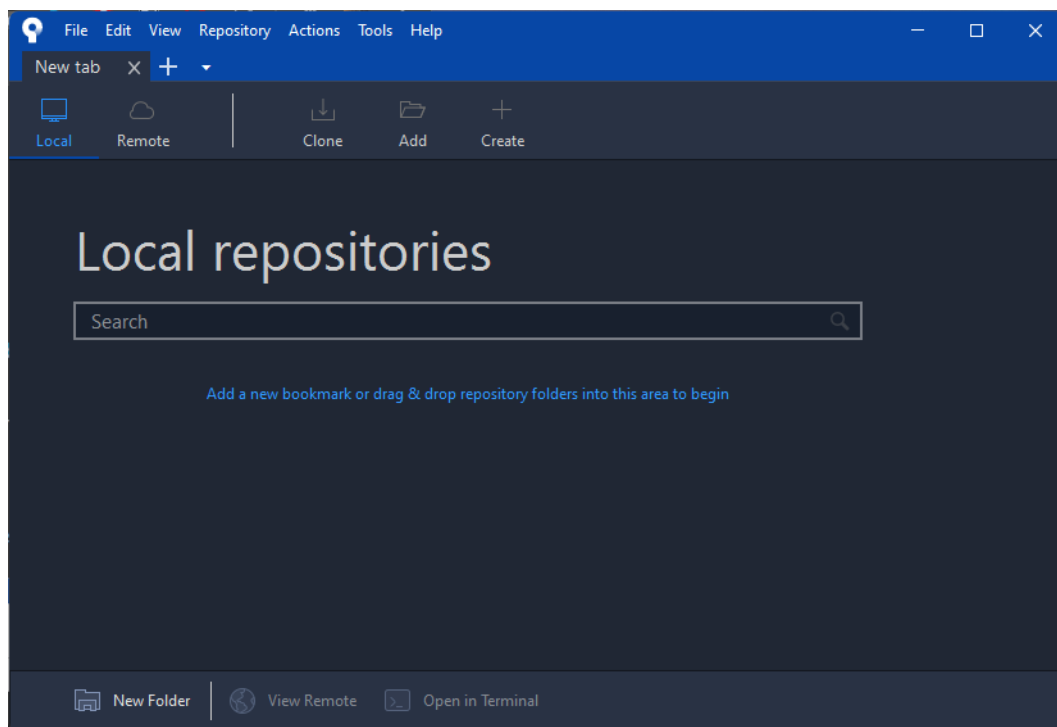 File Edit View Repository Actions Tools Help
New tab
Local Remote Clone Add Create
Local repositories
Search
Add a new bookmark or drag & drop repository folders into this area to begin
New Folder View Remote Open in Terminal